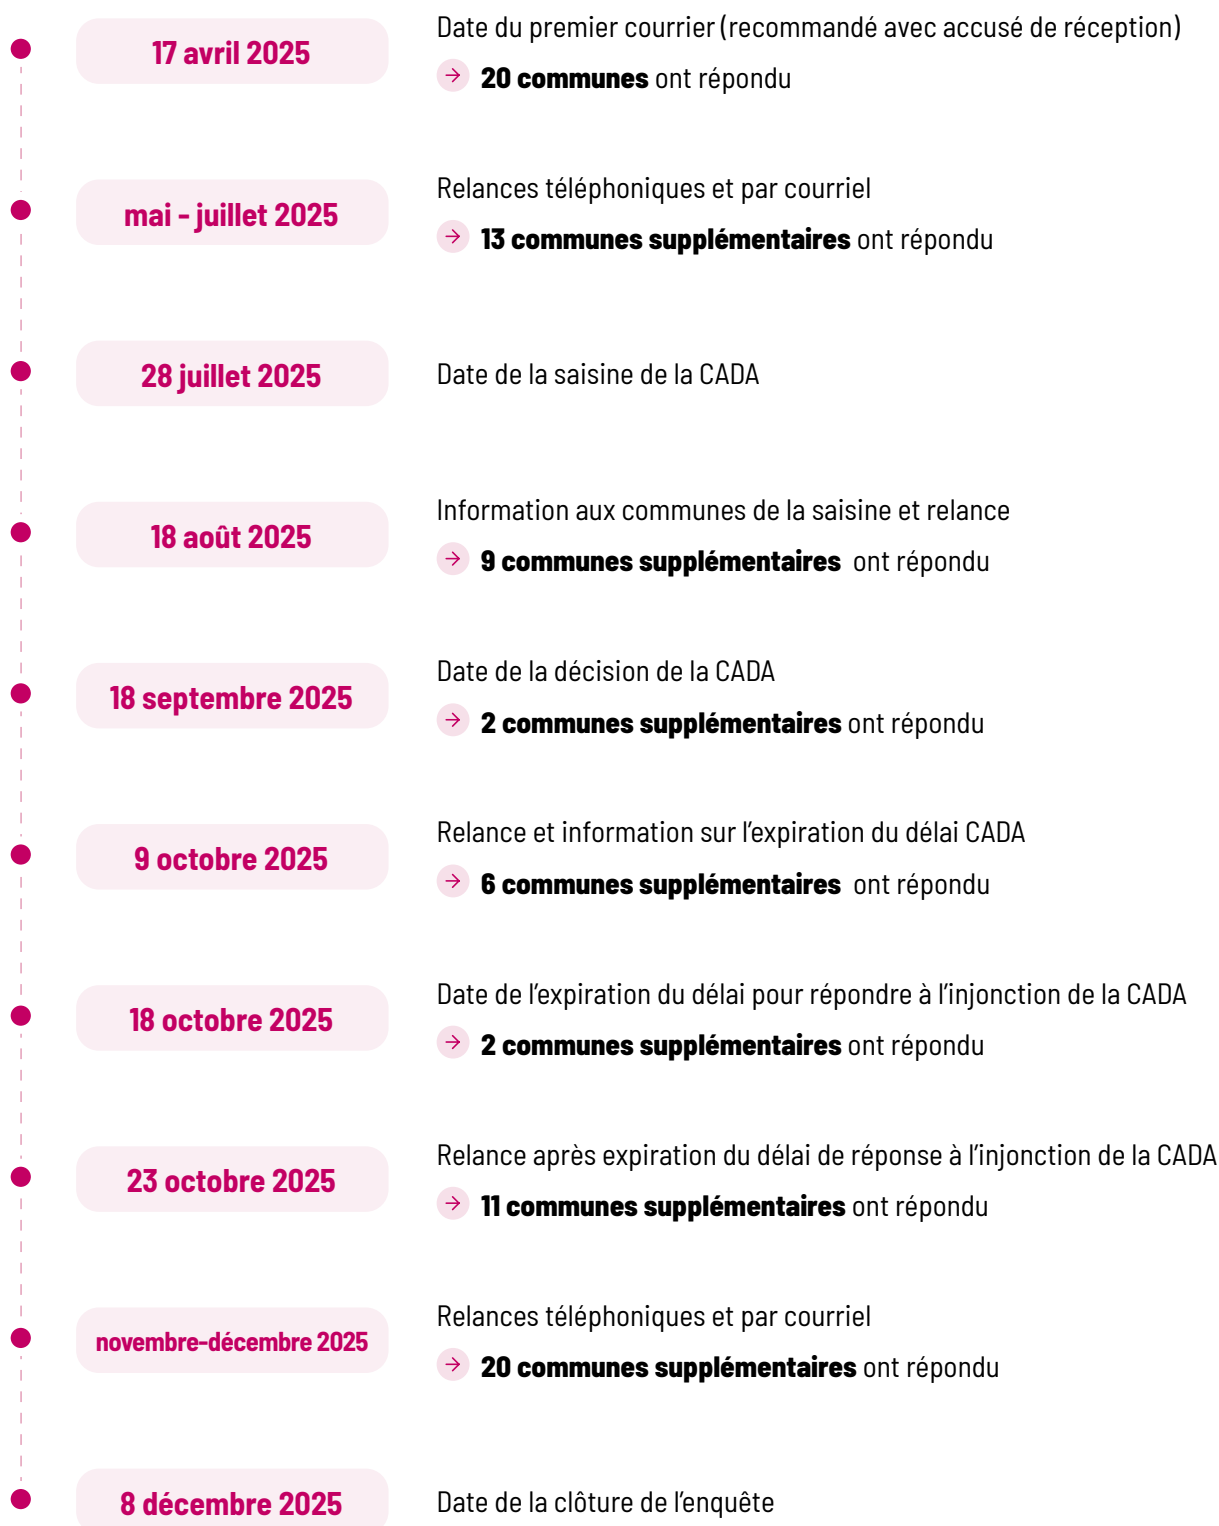 17 avril 2025
Date du premier courrier (recommandé avec accusé de réception)
20 communes ont répondu
mai - juillet 2025
Relances téléphoniques et par courriel
13 communes supplémentaires ont répondu
28 juillet 2025
Date de la saisine de la CADA
18 août 2025
Information aux communes de la saisine et relance
9 communes supplémentaires ont répondu
18 septembre 2025
Date de la décision de la CADA
2 communes supplémentaires ont répondu
9 octobre 2025
Relance et information sur l’expiration du délai CADA
6 communes supplémentaires ont répondu
18 octobre 2025
Date de l’expiration du délai pour répondre à l’injonction de la CADA
2 communes supplémentaires ont répondu
23 octobre 2025
Relance après expiration du délai de réponse à l’injonction de la CADA
11 communes supplémentaires ont répondu
novembre-décembre 2025
Relances téléphoniques et par courriel
20 communes supplémentaires ont répondu
8 décembre 2025
Date de la clôture de l’enquête